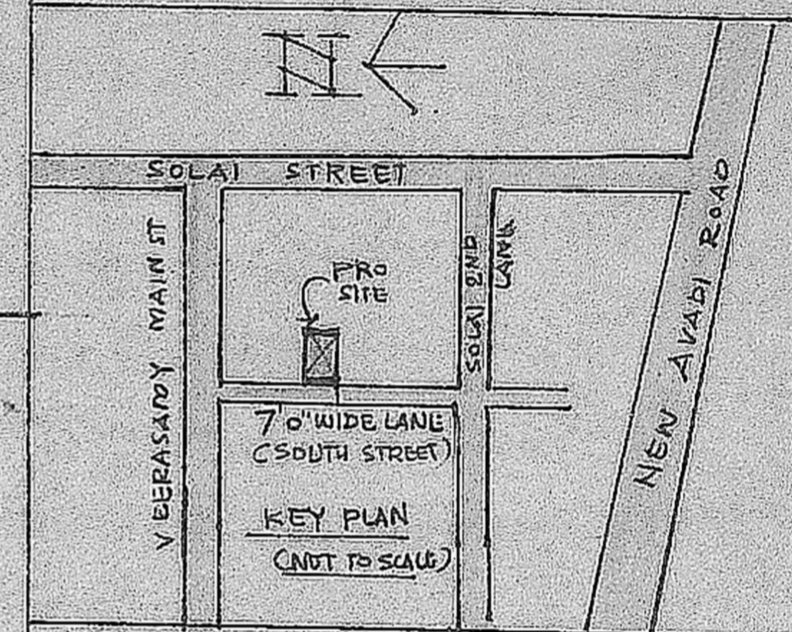 N
SOLAI STREET
VEERASAMY MAIN ST
PRO
SITE
SOLAI 2ND
LANE
NEW AVADI ROAD
7'0" WIDE LANE
(SOUTH STREET)
KEY PLAN
(NOT TO SCALE)